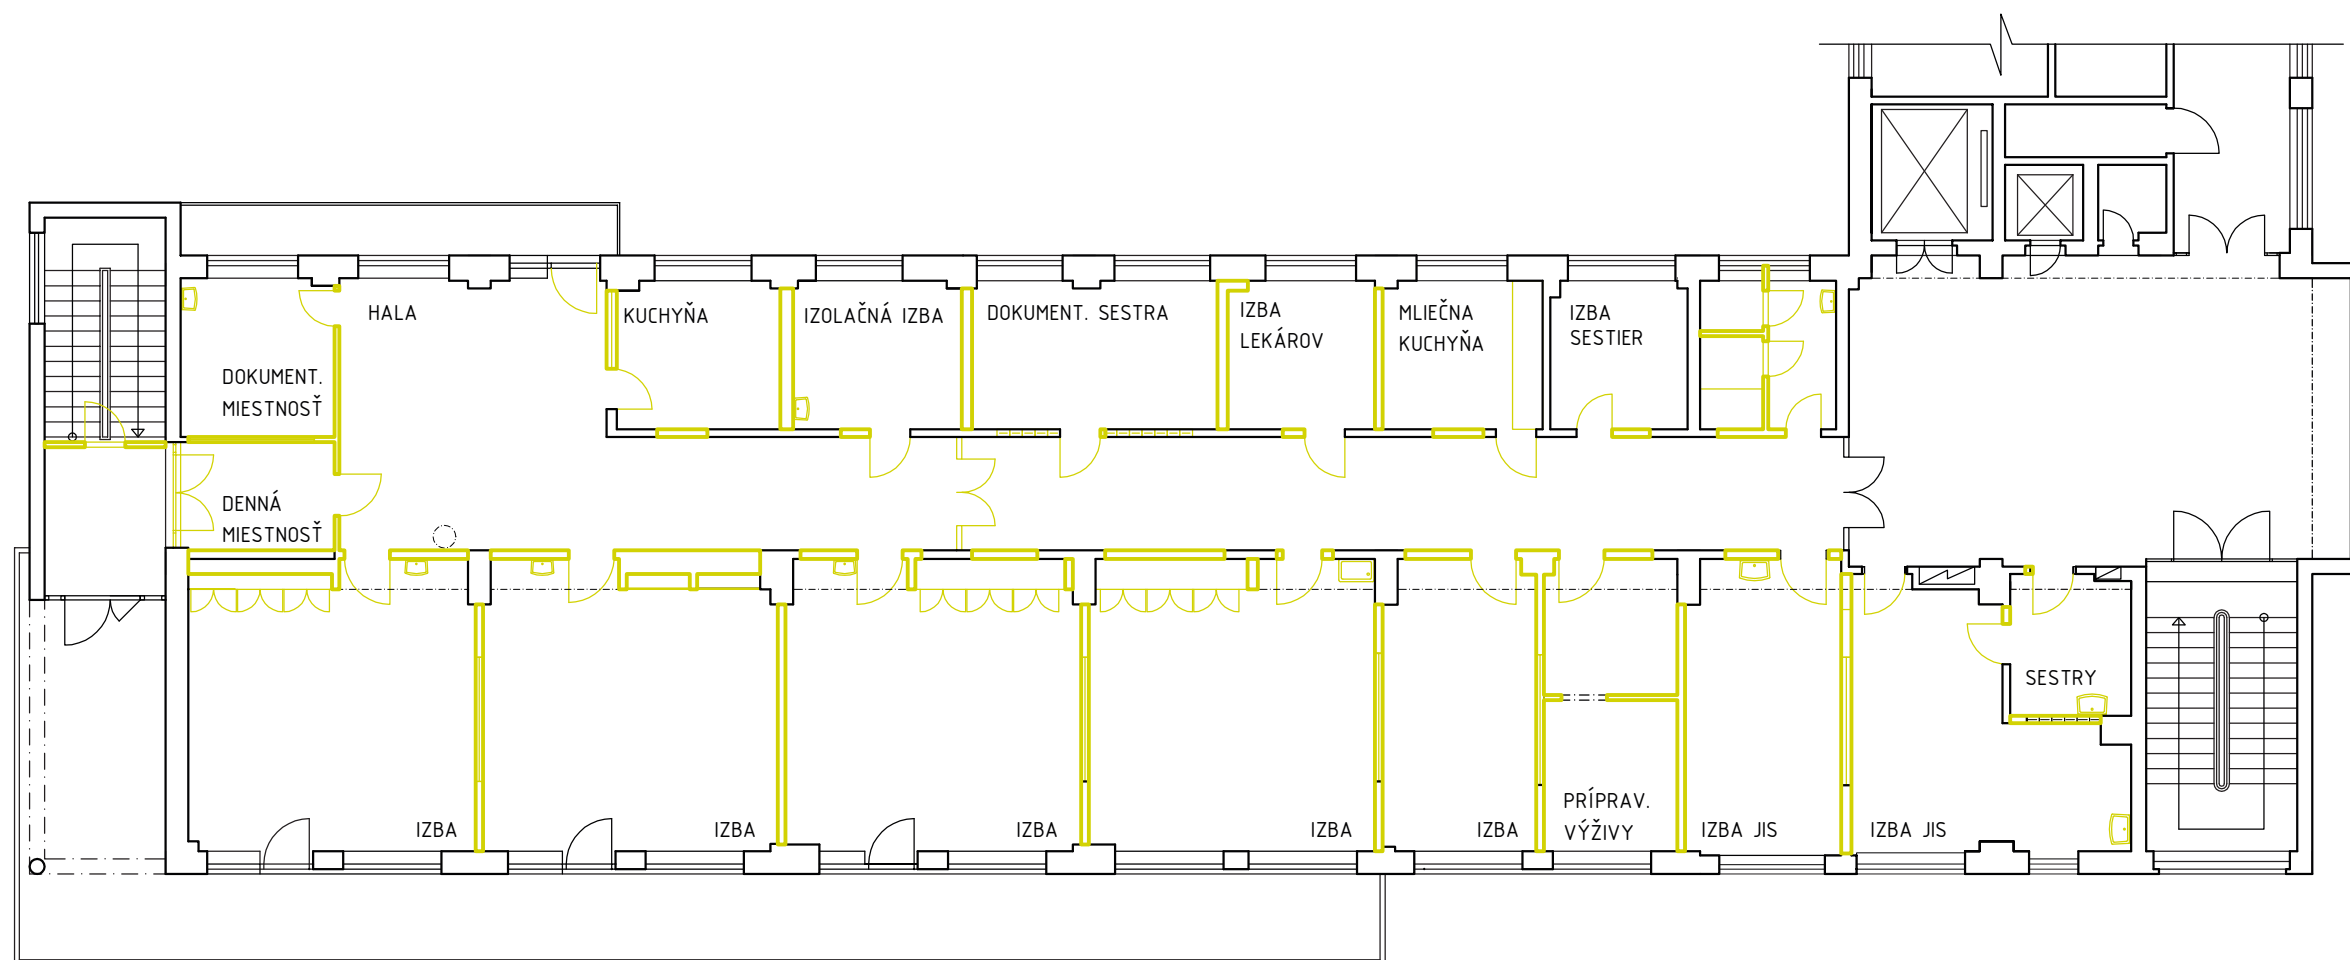 HALA
KUCHYŇA
IZOLAČNÁ IZBA
DOKUMENT. SESTRA
IZBA
LEKÁROV
MLIEČNA
KUCHYŇA
IZBA
SESTIER
DOKUMENT.
MIESTNOSŤ
DENNÁ
MIESTNOSŤ
SESTRY
IZBA
IZBA
IZBA
IZBA
IZBA
PRÍPRAV.
VÝŽIVY
IZBA JIS
IZBA JIS